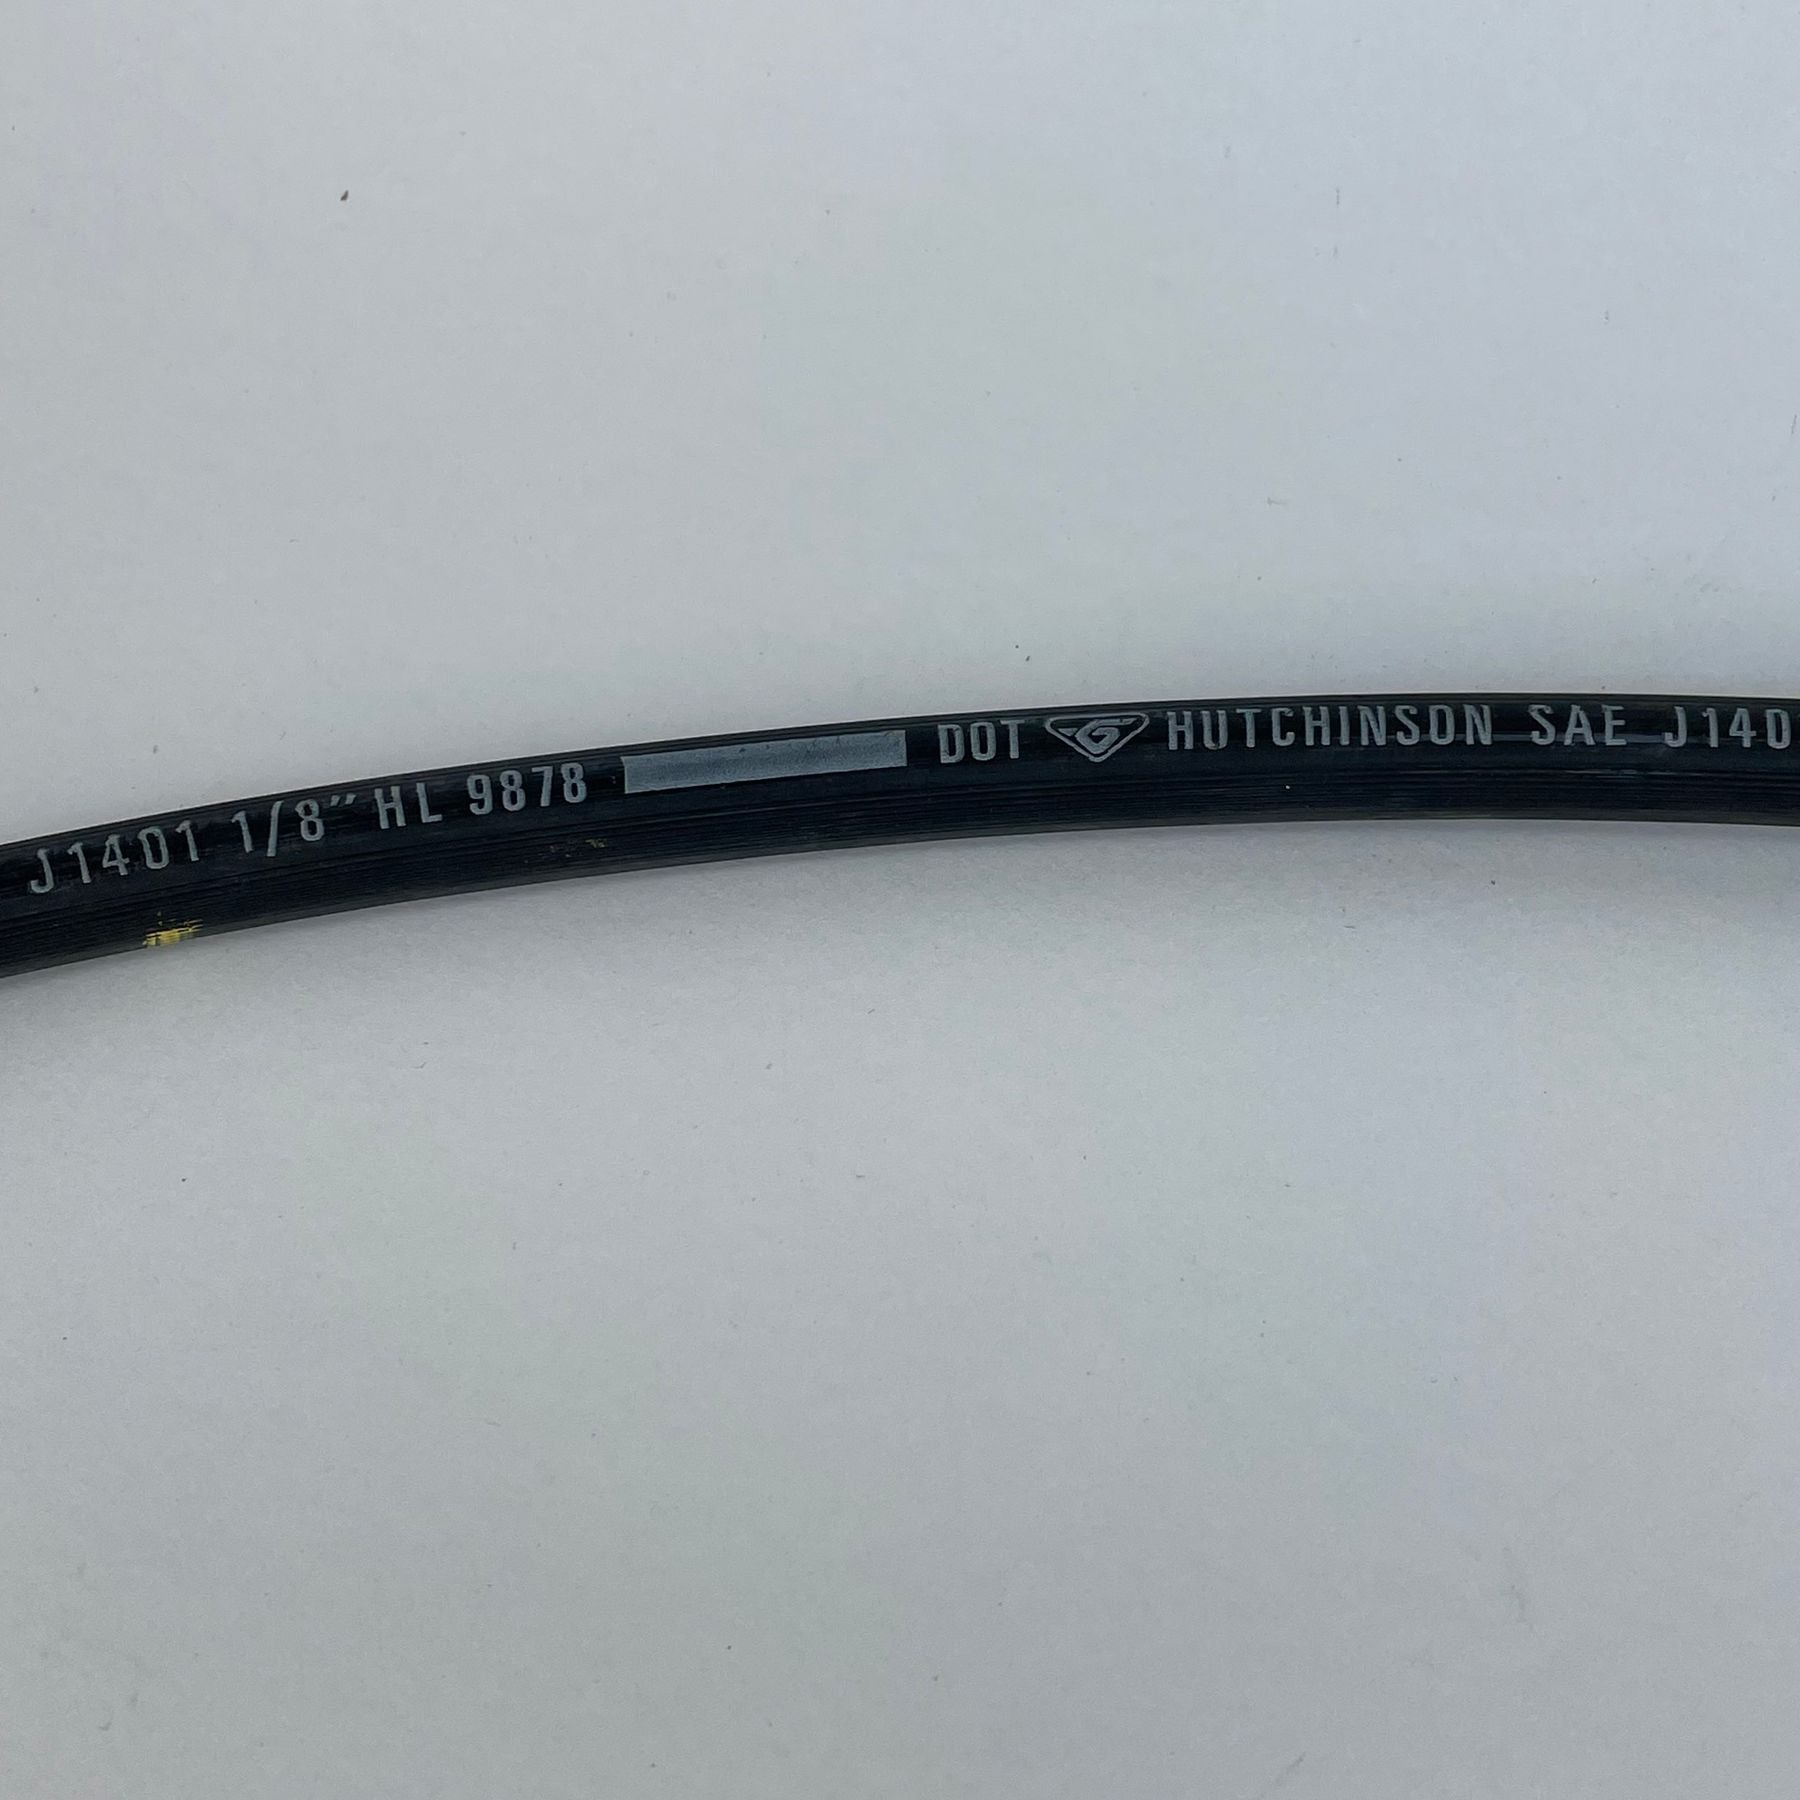 J1401 1/8" HL 9878 DOT G HUTCHINSON SAE J140